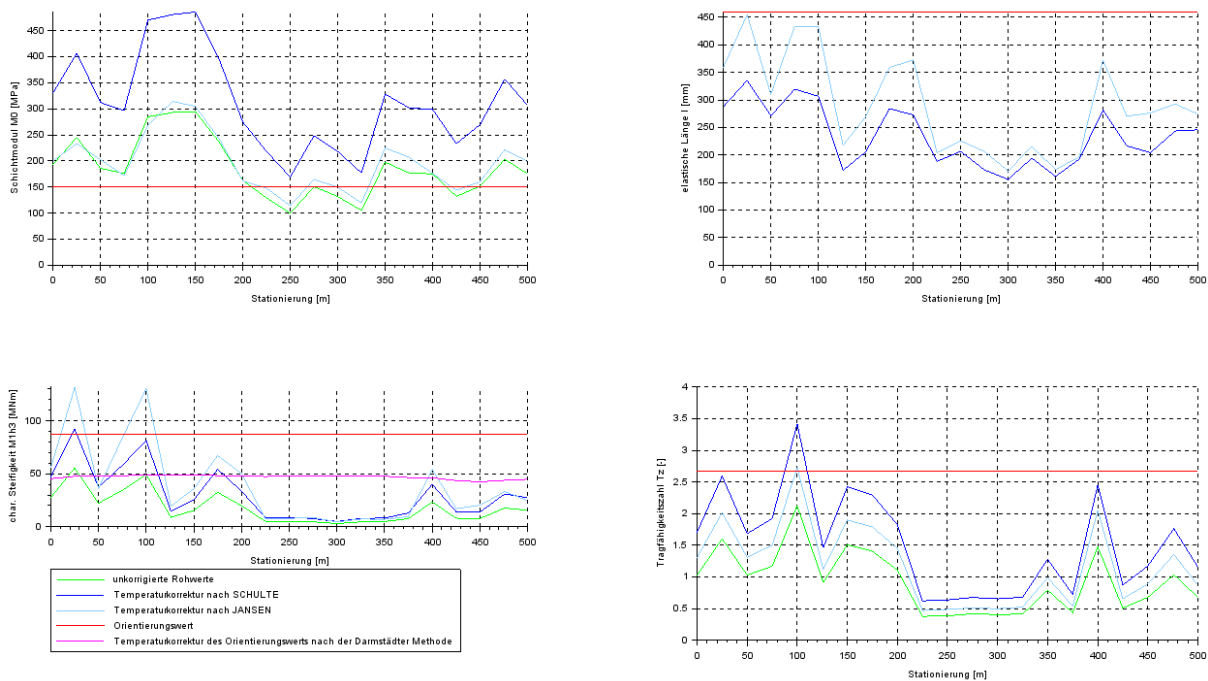 Schichtmodul M0 [MPa]
450
400
350
300
250
200
150
100
50
0
0 50 100 150 200 250 300 350 400 450 500
Stationierung [m]
elastische Länge [mm]
450
400
350
300
250
200
150
100
50
0
0 50 100 150 200 250 300 350 400 450 500
Stationierung [m]
char. Steifigkeit M1h3 [MNm]
100
50
0
0 50 100 150 200 250 300 350 400 450 500
Stationierung [m]
unkorrigierte Rohwerte
Temperaturkorrektur nach SCHULTE
Temperatukorrektur nach JANSEN
Orientierungswert
Temperatukorrektur des Orientierungswerts nach der Darmstädter Methode
Tragfähigkeitszahl Tz [-]
4
3.5
3
2.5
2
1.5
1
0.5
0
0 50 100 150 200 250 300 350 400 450 500
Stationierung [m]